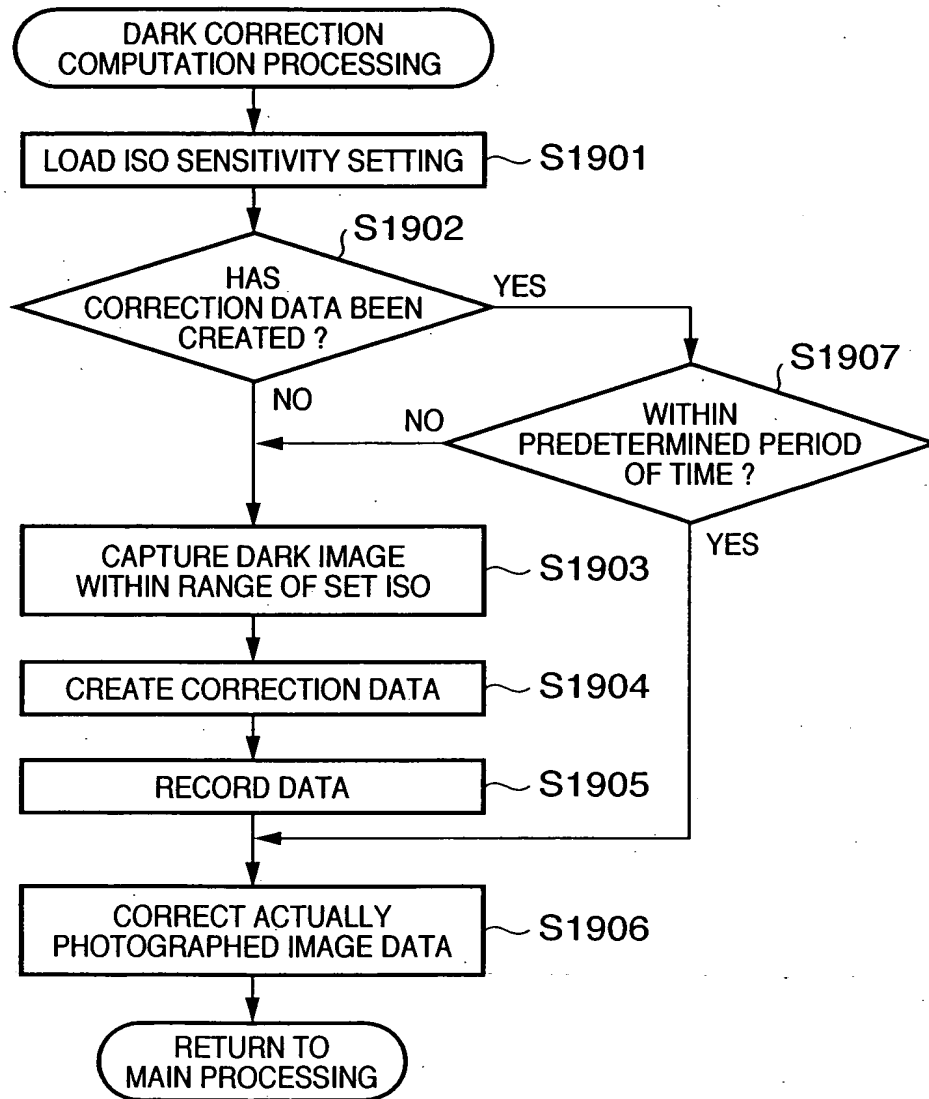 DARK CORRECTION
COMPUTATION PROCESSING
LOAD ISO SENSITIVITY SETTING
S1901
S1902
HAS
CORRECTION DATA BEEN
CREATED ?
YES
NO
S1907
WITHIN
PREDETERMINED PERIOD
OF TIME ?
NO
YES
CAPTURE DARK IMAGE
WITHIN RANGE OF SET ISO
S1903
CREATE CORRECTION DATA
S1904
RECORD DATA
S1905
CORRECT ACTUALLY
PHOTOGRAPHED IMAGE DATA
S1906
RETURN TO
MAIN PROCESSING